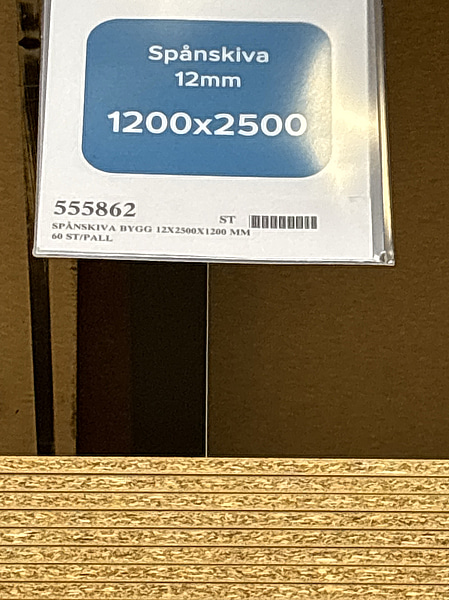 Spånskiva
12mm
1200x2500
555862
ST
SPÅNSKIVA BYGG 12X2500X1200 MM
60 ST/PALL